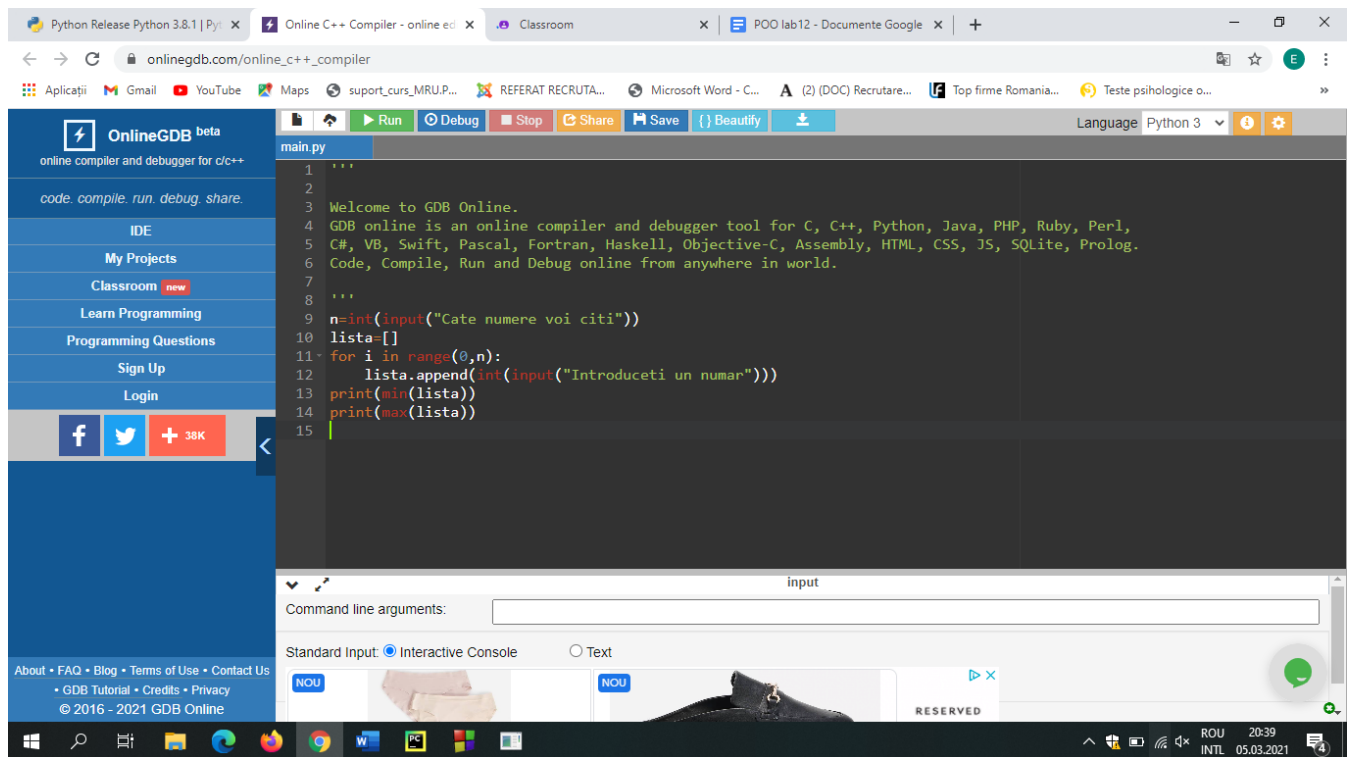 Python Release Python 3.8.1 | Pyt
Online C++ Compiler - online ed
Classroom
POO lab12 - Documente Google
onlinegdb.com/online_c++_compiler
E
Aplicații
Gmail
YouTube
Maps
suport_curs_MRU.P...
REFERAT RECRUTA...
Microsoft Word - C...
(2) (DOC) Recrutare...
Top firme Romania...
Teste psihologice o...
»
OnlineGDB beta
online compiler and debugger for c/c++
code. compile. run. debug. share.
IDE
My Projects
Classroom new
Learn Programming
Programming Questions
Sign Up
Login
f
+ 38K
About • FAQ • Blog • Terms of Use • Contact Us
• GDB Tutorial • Credits • Privacy
© 2016 - 2021 GDB Online
Run
Debug
Stop
Share
Save
{ } Beautify
Language Python 3
main.py
1 '''
2
3 Welcome to GDB Online.
4 GDB online is an online compiler and debugger tool for C, C++, Python, Java, PHP, Ruby, Perl,
5 C#, VB, Swift, Pascal, Fortran, Haskell, Objective-C, Assembly, HTML, CSS, JS, SQLite, Prolog.
6 Code, Compile, Run and Debug online from anywhere in world.
7
8 '''
9 n=int(input("Cate numere voi citi"))
10 lista=[]
11 for i in range(0,n):
12     lista.append(int(input("Introduceti un numar")))
13 print(min(lista))
14 print(max(lista))
15
input
Command line arguments:
Standard Input: Interactive Console Text
NOU
NOU
RESERVED
W
PC
ROU
INTL
20:39
05.03.2021
4